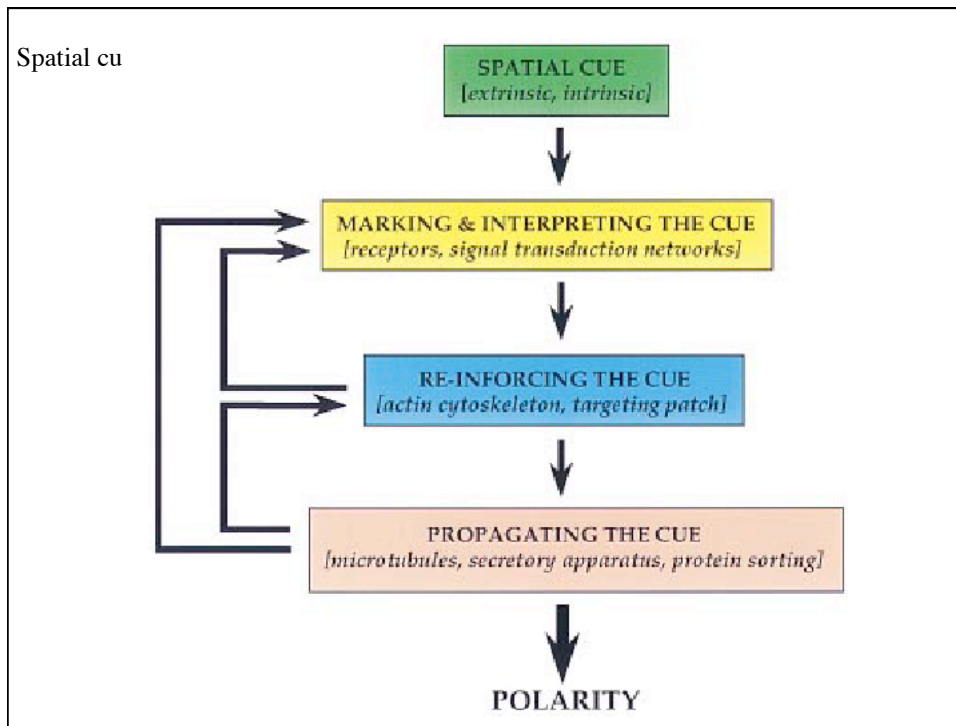 Spatial cu
SPATIAL CUE
[extrinsic, intrinsic]
MARKING & INTERPRETING THE CUE
[receptors, signal transduction networks]
RE-INFORCING THE CUE
[actin cytoskeleton, targeting patch]
PROPAGATING THE CUE
[microtubules, secretory apparatus, protein sorting]
POLARITY